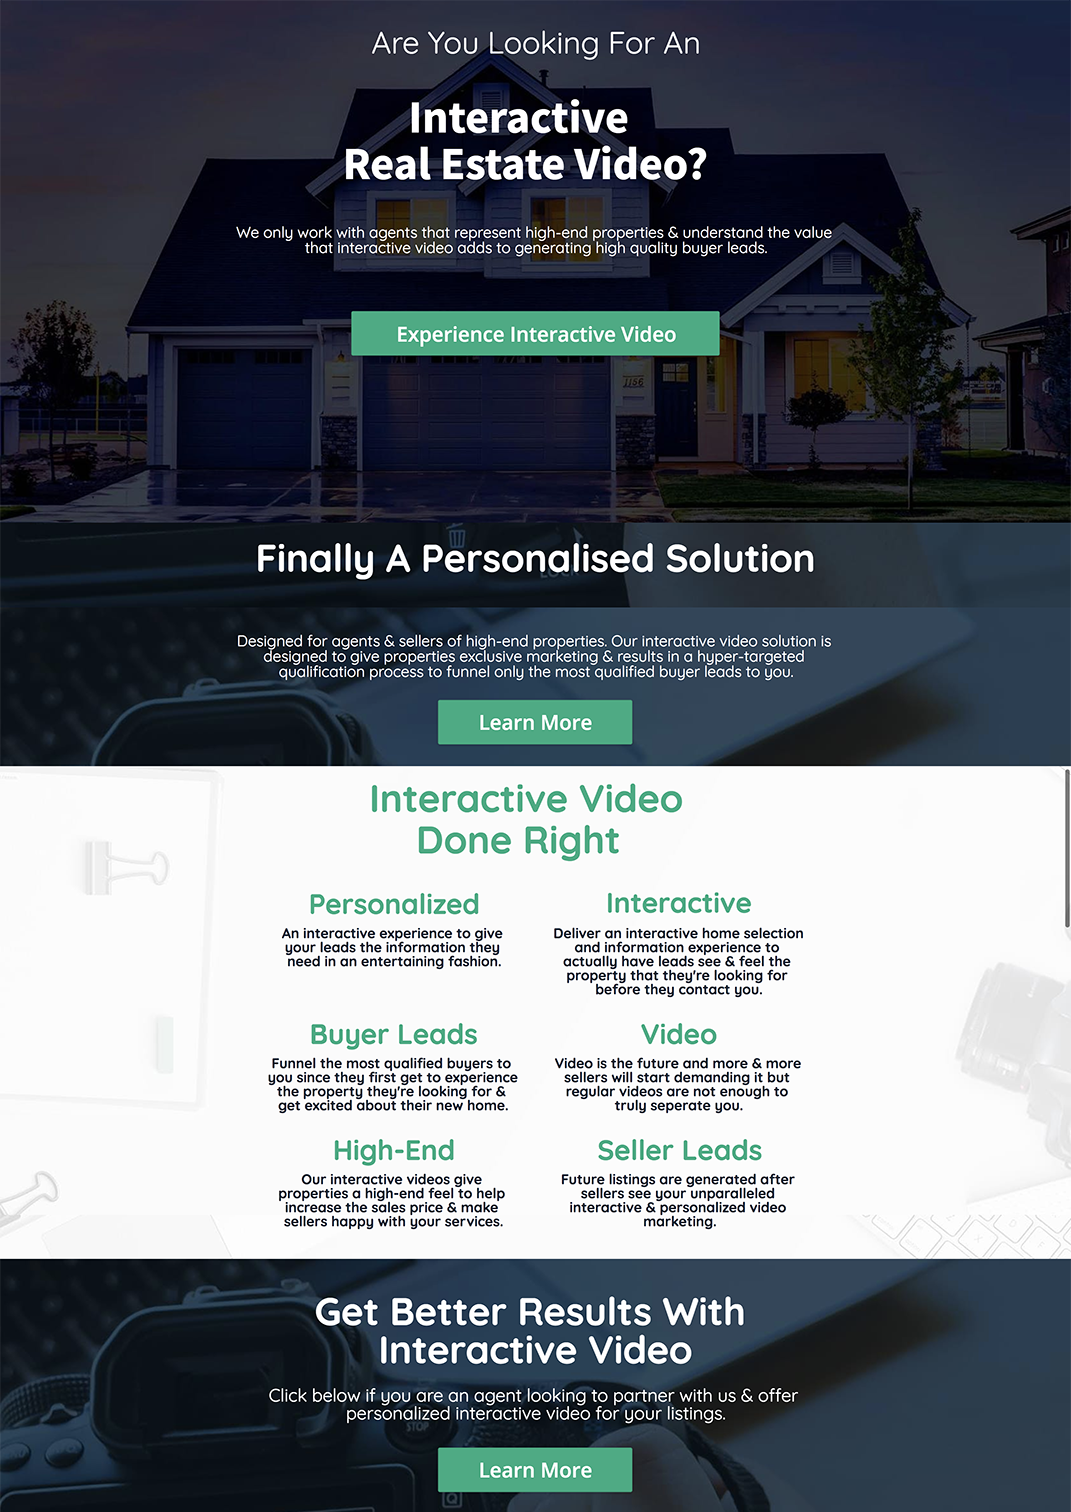 Are You Looking For An
Interactive
Real Estate Video?
We only work with agents that represent high-end properties & understand the value
that interactive video adds to generating high quality buyer leads.
Experience Interactive Video
1156
Finally A Personalised Solution
Designed for agents & sellers of high-end properties. Our interactive video solution is
designed to give properties exclusive marketing & results in a hyper-targeted
qualification process to funnel only the most qualified buyer leads to you.
Learn More
Interactive Video
Done Right
Personalized
An interactive experience to give
your leads the information they
need in an entertaining fashion.
Interactive
Deliver an interactive home selection
and information experience to
actually have leads see & feel the
property that they're looking for
before they contact you.
Buyer Leads
Funnel the most qualified buyers to
you since they first get to experience
the property they're looking for &
get excited about their new home.
Video
Video is the future and more & more
sellers will start demanding it but
regular videos are not enough to
truly seperate you.
High-End
Our interactive videos give
properties a high-end feel to help
increase the sales price & make
sellers happy with your services.
Seller Leads
Future listings are generated after
sellers see your unparalleled
interactive & personalized video
marketing.
Get Better Results With
Interactive Video
Click below if you are an agent looking to partner with us & offer
personalized interactive video for your listings.
STOP
Learn More